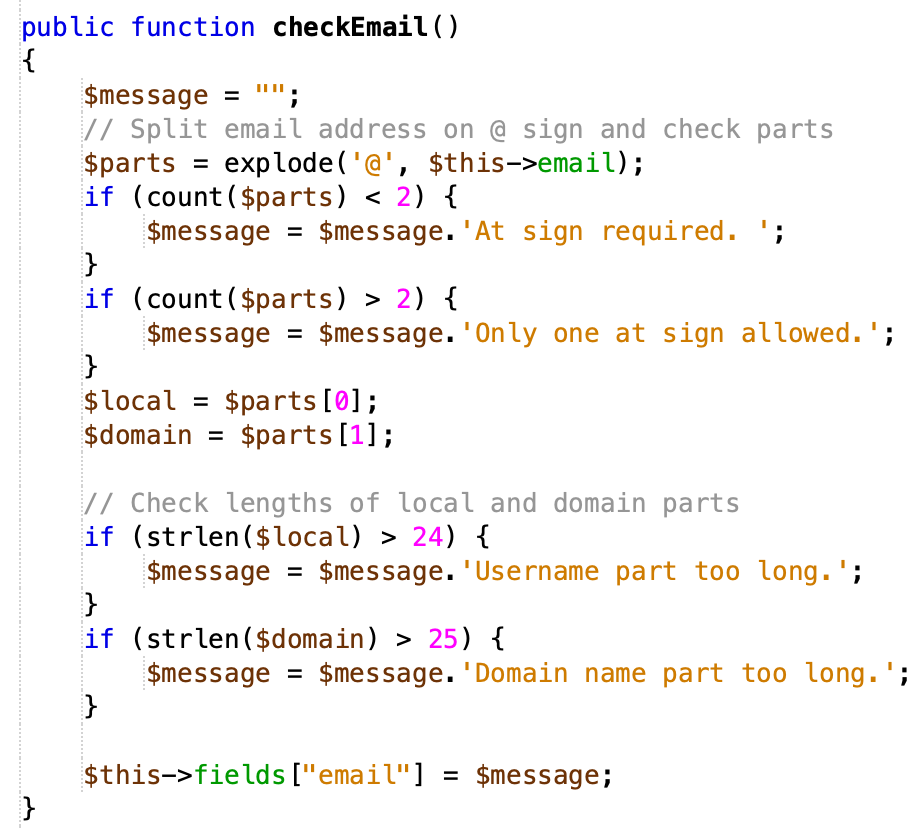 public function checkEmail()
{
    $message = "";
    // Split email address on @ sign and check parts
    $parts = explode('@', $this->email);
    if (count($parts) < 2) {
        $message = $message.'At sign required. ';
    }
    if (count($parts) > 2) {
        $message = $message.'Only one at sign allowed.';
    }
    $local = $parts[0];
    $domain = $parts[1];

    // Check lengths of local and domain parts
    if (strlen($local) > 24) {
        $message = $message.'Username part too long.';
    }
    if (strlen($domain) > 25) {
        $message = $message.'Domain name part too long.';
    }

    $this->fields["email"] = $message;
}